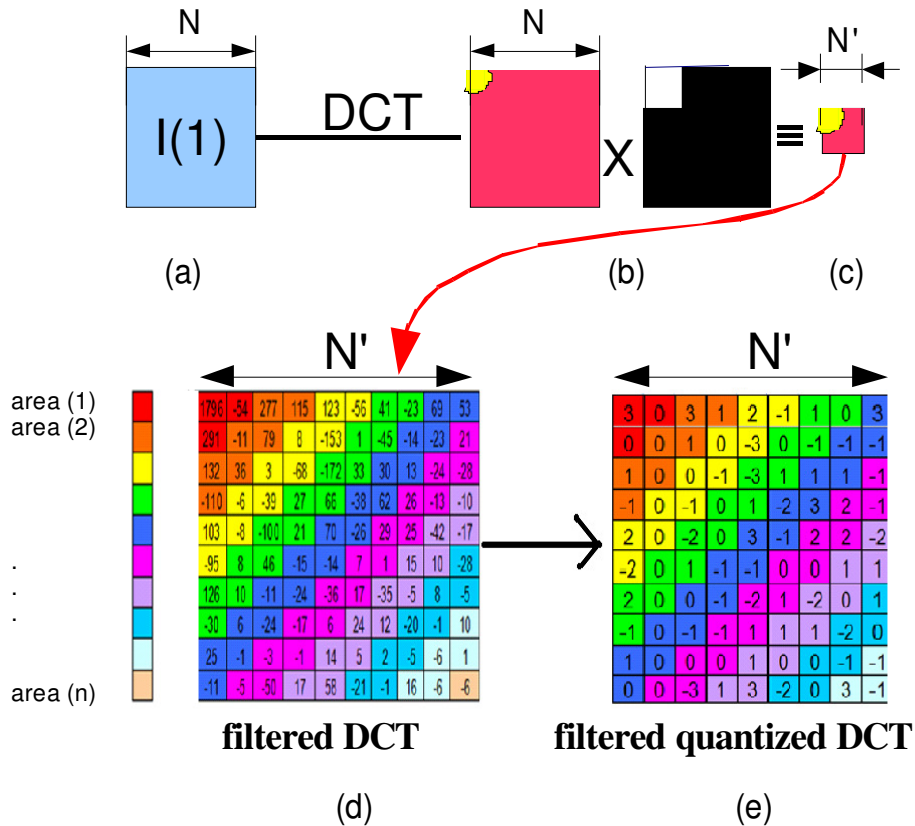 N N N'
I(1) DCT X ≡
(a) (b) (c)
N' N'
area (1) 1796 -54 277 115 123 -56 41 -23 69 53 3 0 3 1 2 -1 1 0 3
area (2) 291 -11 79 8 -153 1 -45 -14 -23 21 0 0 1 0 -3 0 -1 -1 -1
132 36 3 -68 -172 33 30 13 -24 -28 1 0 0 -1 -3 1 1 1 -1
-110 -6 -39 27 66 -38 62 26 -13 -10 -1 0 -1 0 1 -2 3 2 -1
103 -8 -100 21 70 -26 29 25 -42 -17 2 0 -2 0 3 -1 2 2 -2
. -95 8 46 -15 -14 7 1 15 10 -28 -2 0 1 -1 -1 0 0 1 1
. 126 10 -11 -24 -36 17 -35 -5 8 -5 2 0 0 -1 -2 1 -2 0 1
. -30 6 -24 -17 6 24 12 -20 -1 10 -1 0 -1 -1 1 1 1 -2 0
25 -1 -3 -1 14 5 2 -5 -6 1 1 0 0 0 1 0 0 -1 -1
area (n) -11 -5 -50 17 58 -21 -1 16 -6 -6 0 0 -3 1 3 -2 0 3 -1
filtered DCT filtered quantized DCT
(d) (e)